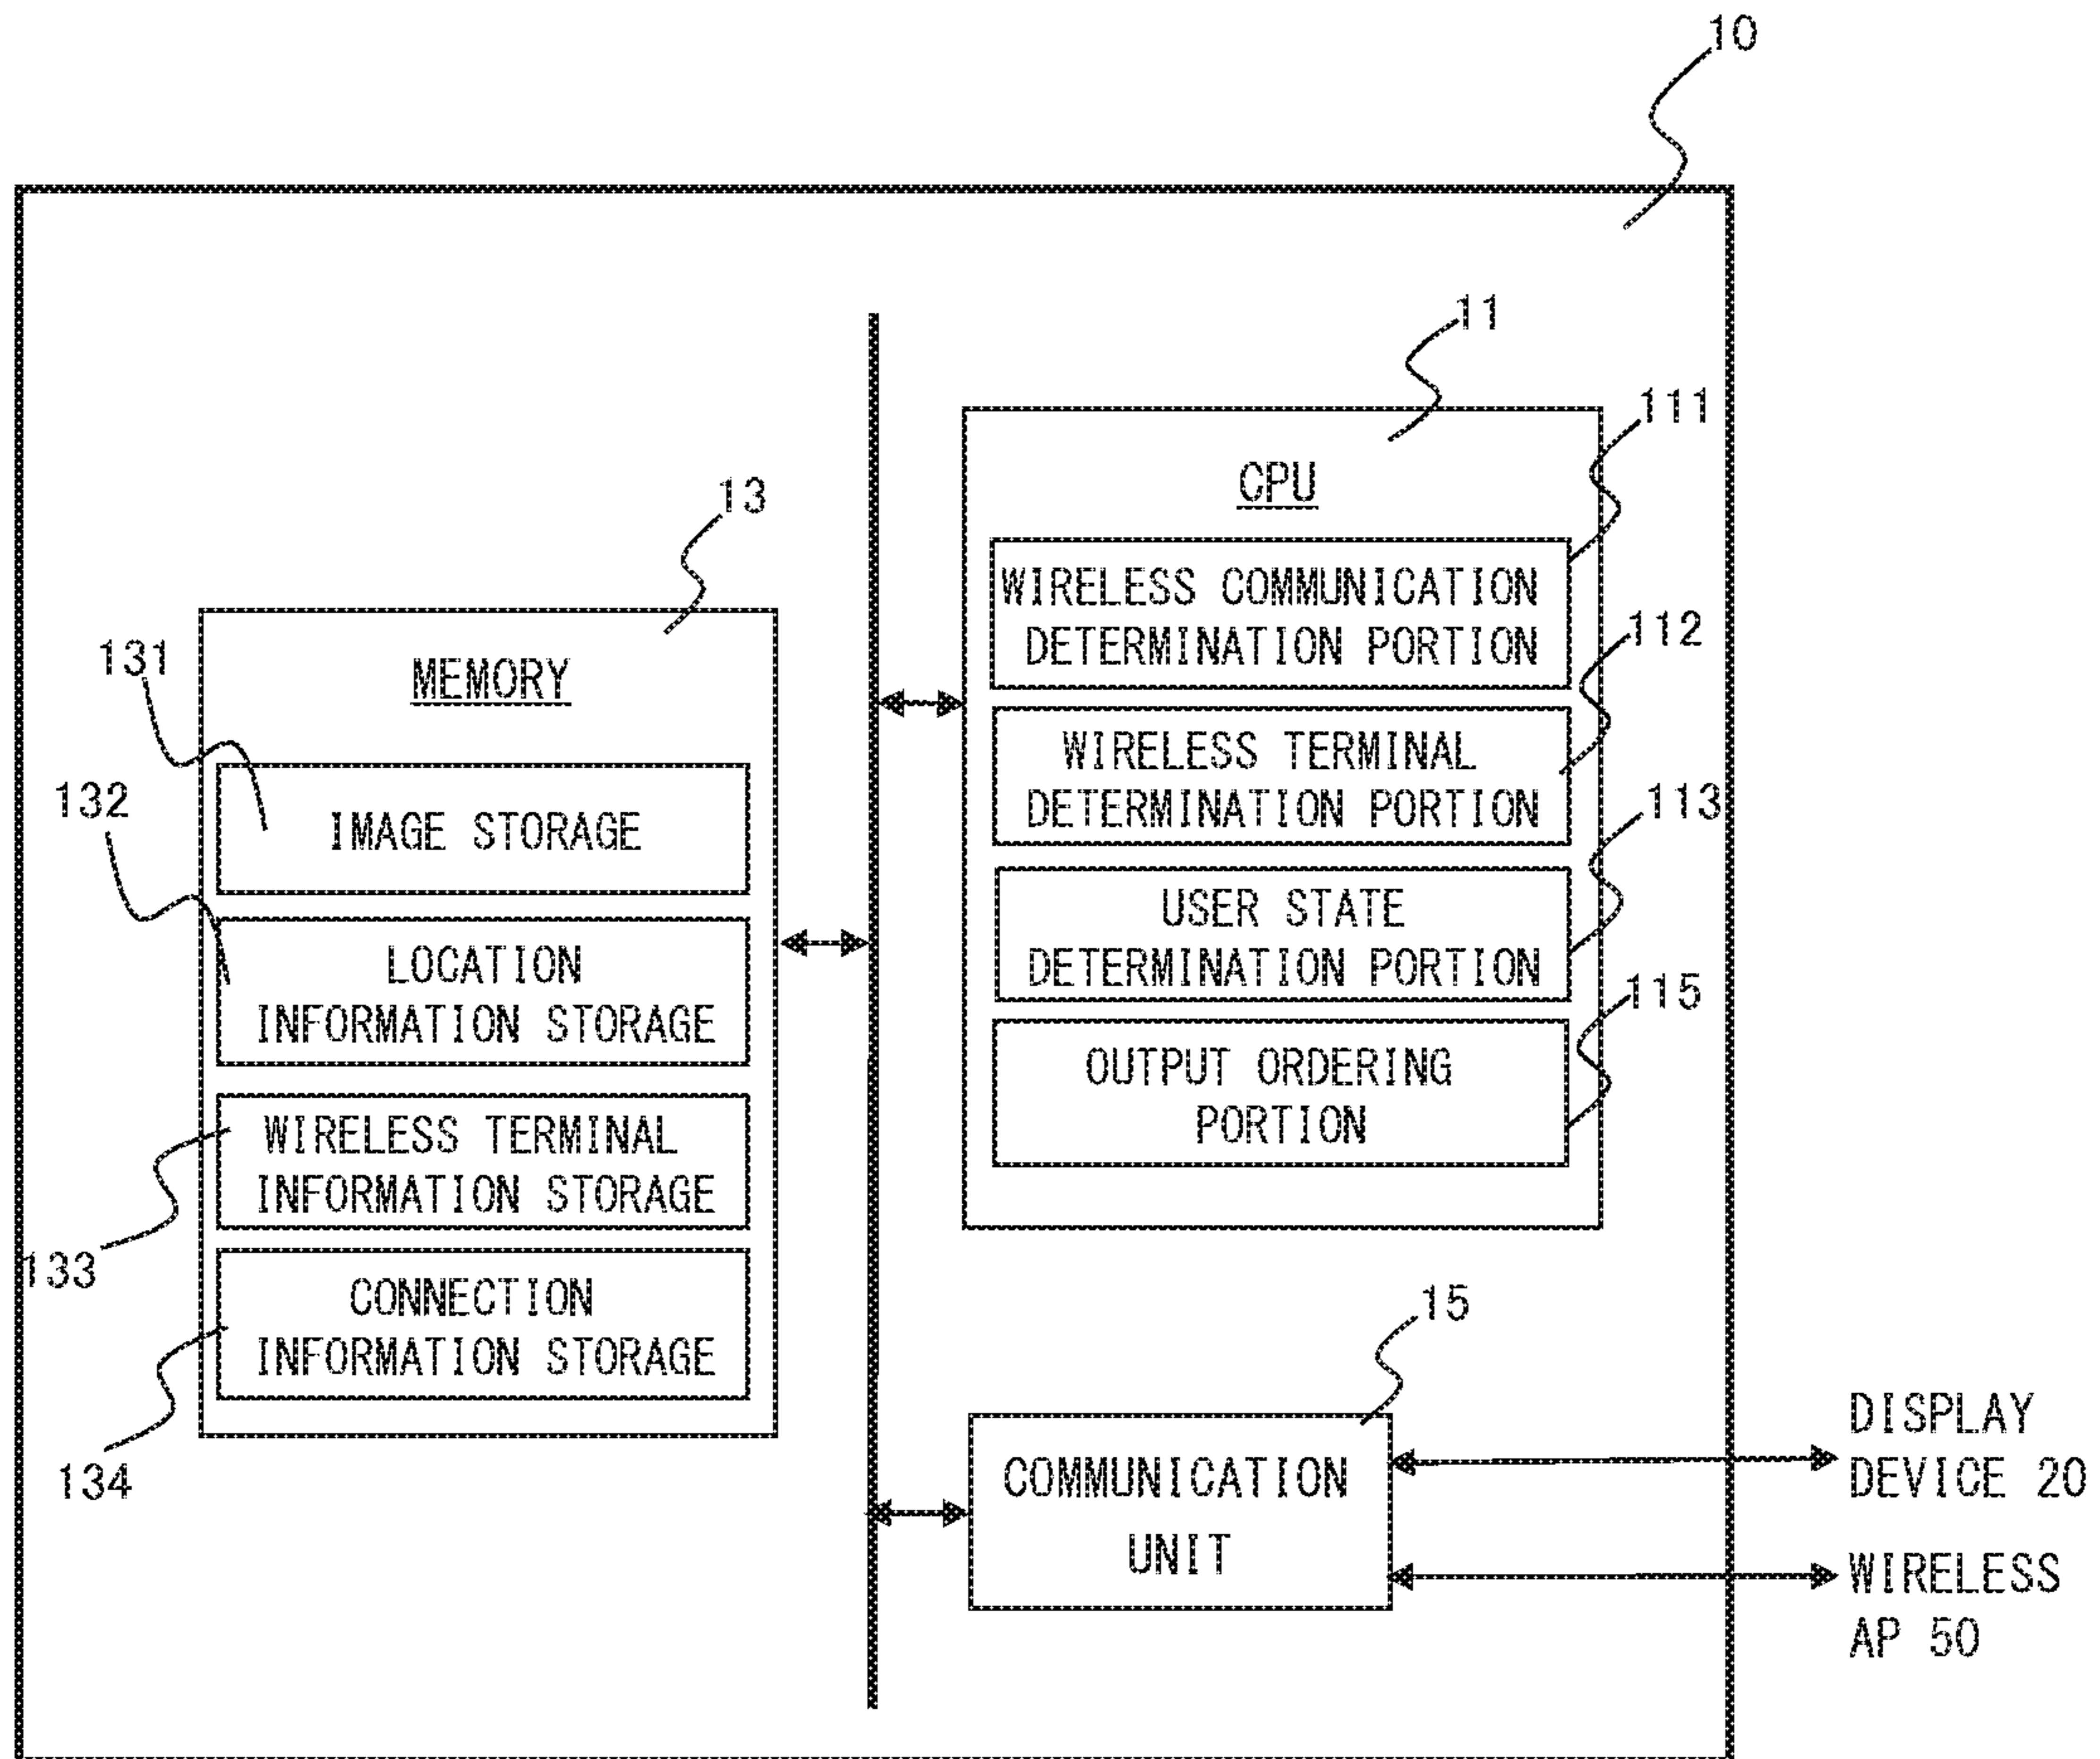 10
11
111
CPU
13
WIRELESS COMMUNICATION
DETERMINATION PORTION
112
131
MEMORY
WIRELESS TERMINAL
DETERMINATION PORTION
132
IMAGE STORAGE
113
USER STATE
DETERMINATION PORTION
LOCATION
INFORMATION STORAGE
115
OUTPUT ORDERING
PORTION
WIRELESS TERMINAL
INFORMATION STORAGE
133
CONNECTION
INFORMATION STORAGE
134
15
COMMUNICATION
UNIT
DISPLAY
DEVICE 20
WIRELESS
AP 50